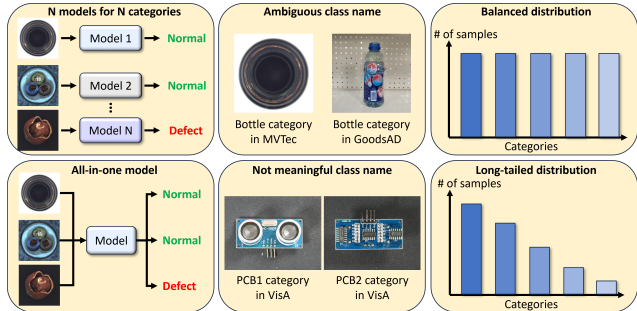 N models for N categories
Model 1
Normal
Model 2
Normal
Model N
Defect
Ambiguous class name
Bottle category
in MVTec
Bottle category
in GoodsAD
Balanced distribution
# of samples
Categories
All-in-one model
Normal
Model
Normal
Defect
Not meaningful class name
PCB1 category
in VisA
PCB2 category
in VisA
Long-tailed distribution
# of samples
Categories